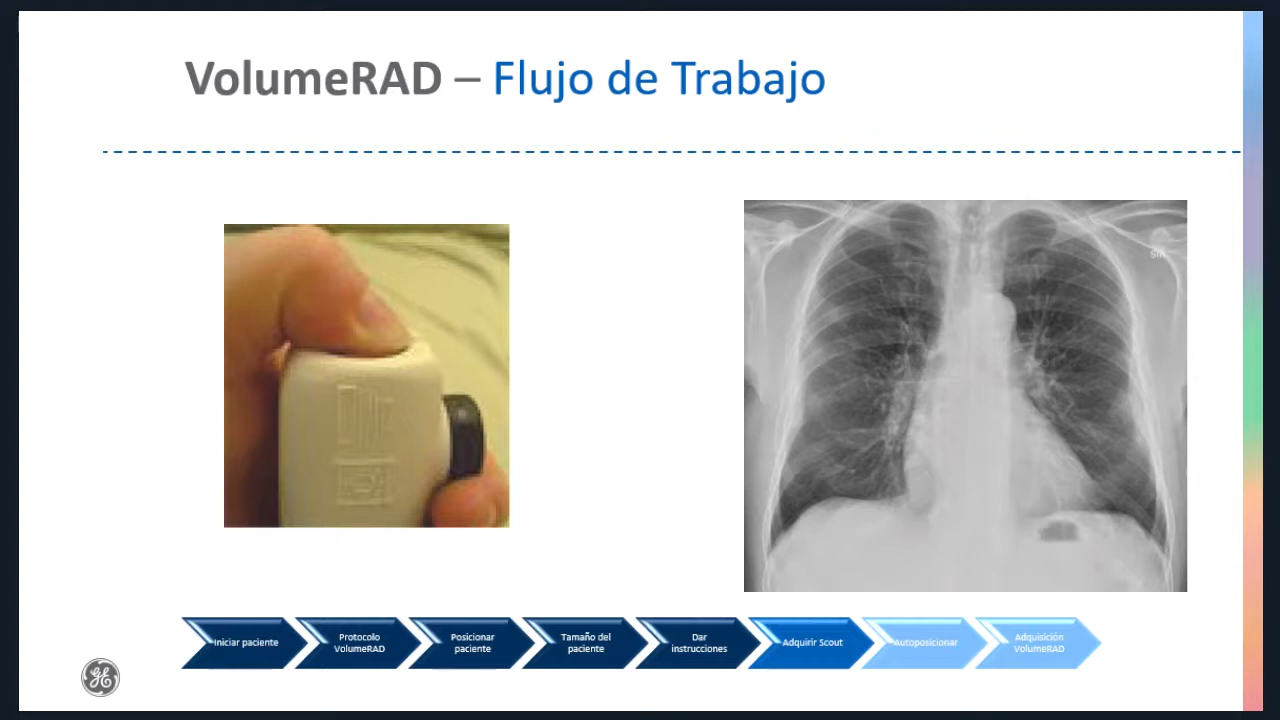 VolumeRAD – Flujo de Trabajo
Iniciar paciente
Protocolo
VolumeRAD
Posicionar
paciente
Tamaño del
paciente
Dar
instrucciones
Adquirir Scout
Autoposicionar
Adquisición
VolumeRAD
GE